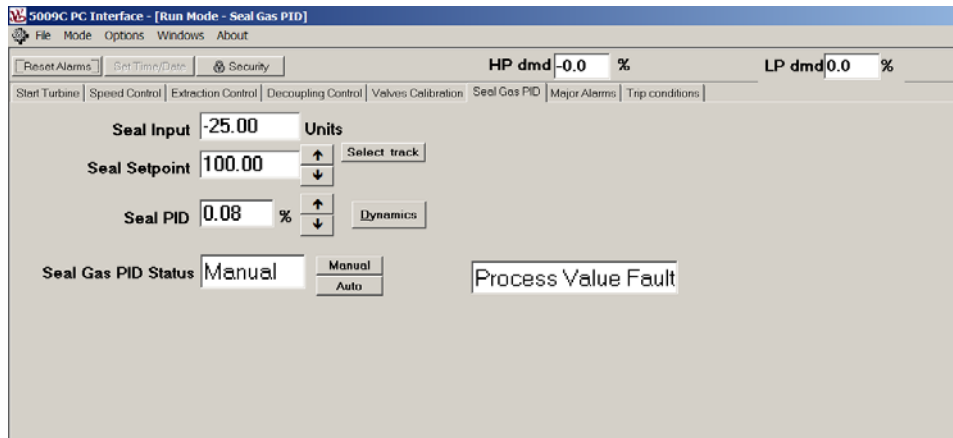 5009C PC Interface - [Run Mode - Seal Gas PID]
File Mode Options Windows About
Reset Alarms Set Time/Date Security HP dmd -0.0 % LP dmd 0.0 %
Start Turbine Speed Control Extraction Control Decoupling Control Valves Calibration Seal Gas PID Major Alarms Trip conditions
Seal Input -25.00 Units
Seal Setpoint 100.00 Select track
Seal PID 0.08 % Dynamics
Seal Gas PID Status Manual Manual Process Value Fault
Auto